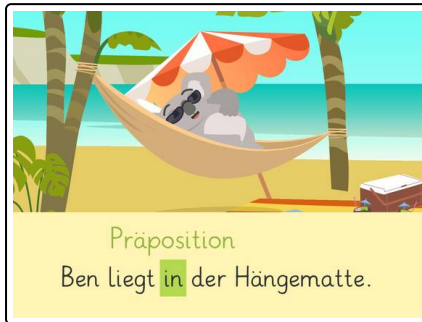 Präposition
Ben liegt in der Hängematte.